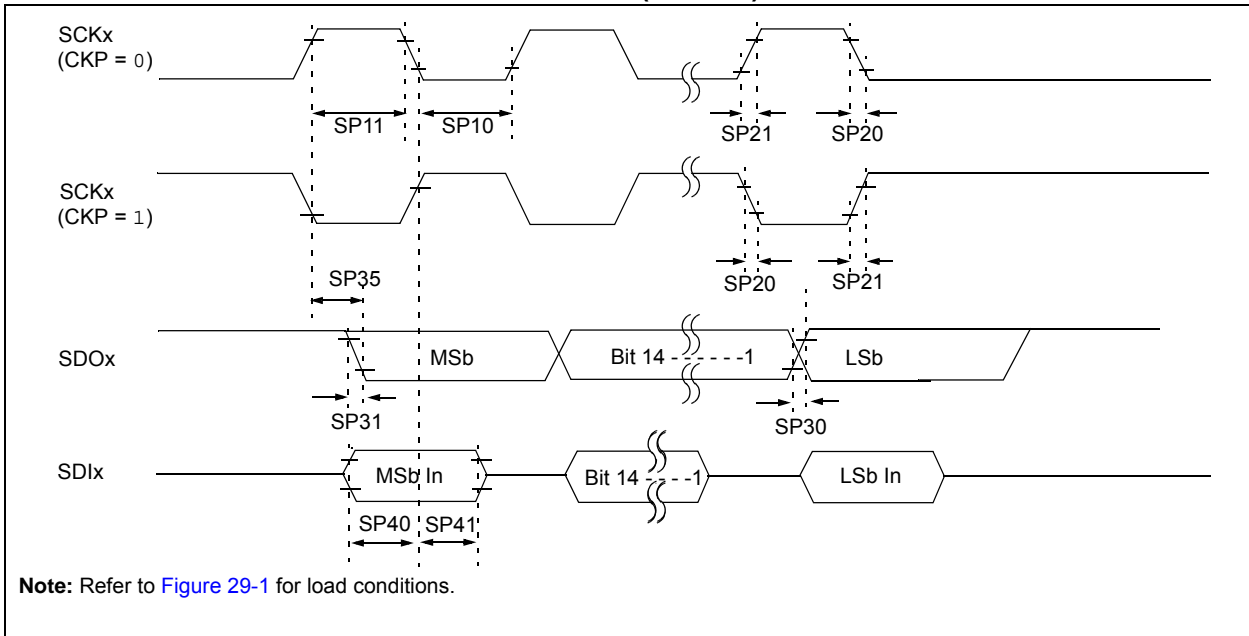 SCKx
(CKP = 0)
SP11
SP10
SP21
SP20
SCKx
(CKP = 1)
SP35
SP20
SP21
SDOx
MSb
Bit 14 - - - - - -1
LSb
SP31
SP30
SDIx
MSb In
Bit 14 - - - -1
LSb In
SP40
SP41
Note: Refer to Figure 29-1 for load conditions.